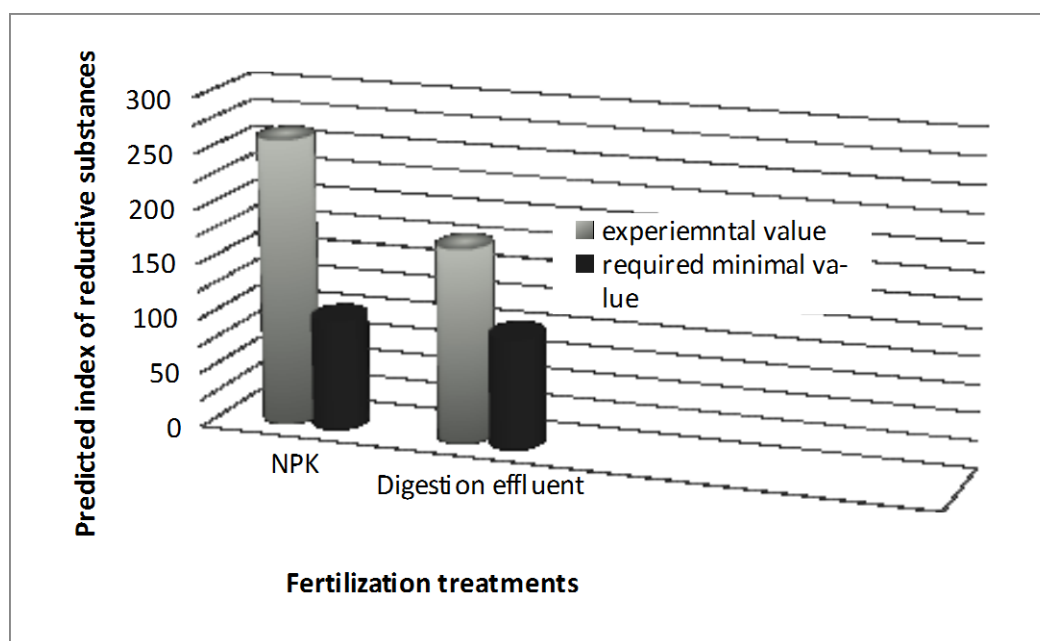 Predicted index of reductive substances
300
250
200
150
100
50
0
experiemntal value
required minimal va-
lue
NPK
Digestion effluent
Fertilization treatments